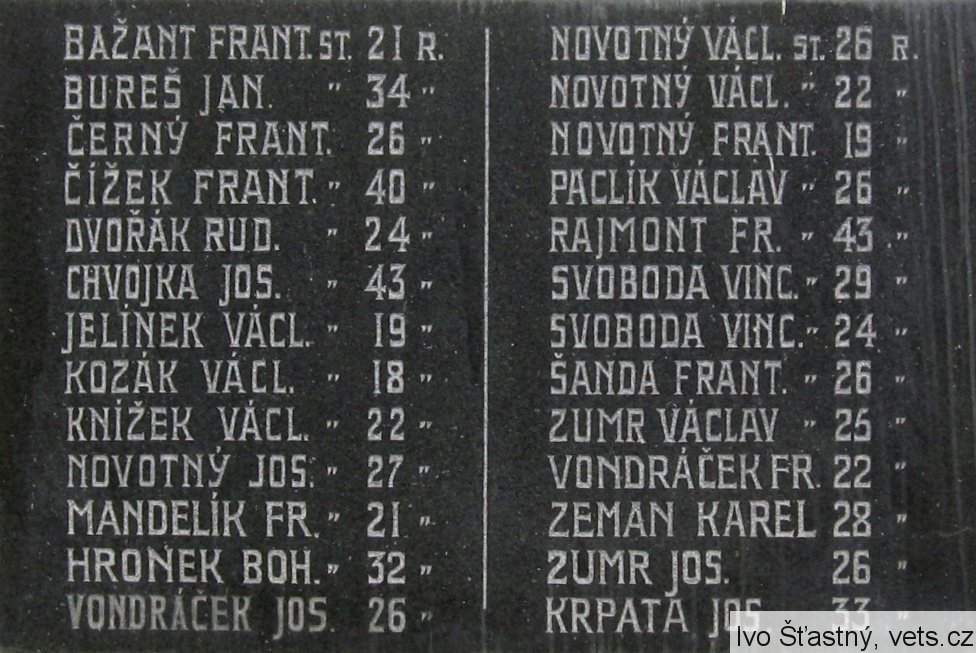 BAŽANT FRANT. ST. 21 R.
BUREŠ JAN. " 34 "
ČERNÝ FRANT. 26 "
ČÍŽEK FRANT. " 40 "
DVOŘÁK RUD. " 24 "
CHVOJKA JOS. " 43 "
JELÍNEK VÁCL. " 19 "
KOZÁK VÁCL. " 18 "
KNÍŽEK VÁCL. " 22 "
NOVOTNÝ JOS. " 27 "
MANDELÍK FR. " 21 "
HRONEK BOH. " 32 "
VONDRÁČEK JOS. 26 "
NOVOTNÝ VÁCL. ST. 26 R.
NOVOTNÝ VÁCL. " 22 "
NOVOTNÝ FRANT. 19 "
PACLÍK VÁCLAV " 26 "
RAJMONT FR. " 43 "
SVOBODA VINC. " 29 "
SVOBODA VINC. " 24 "
ŠANDA FRANT. " 26 "
ZUMR VÁCLAV " 25 "
VONDRÁČEK FR. 22 "
ZEMAN KAREL 28 "
ZUMR JOS. 26 "
KRPATA JOS. 33 "
Ivo Šťastný, vets.cz